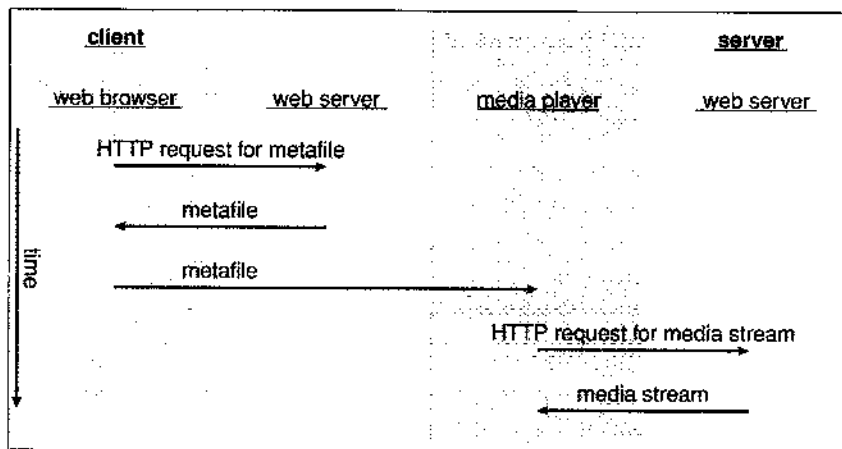 client
server
web browser
web server
media player
web server
HTTP request for metafile
metafile
time
metafile
HTTP request for media stream
media stream